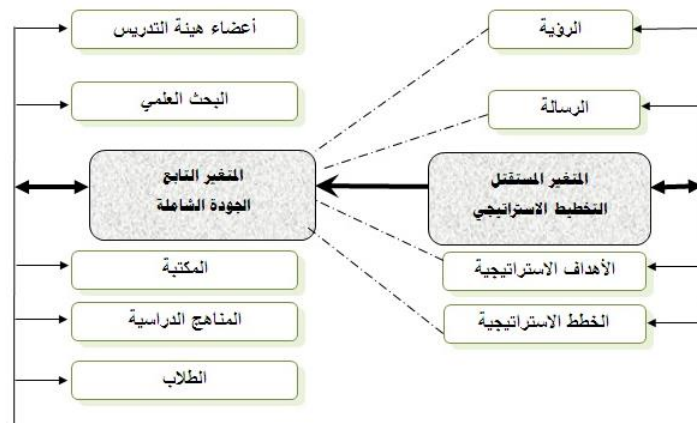 الرؤية
أعضاء هيئة التدريس
الرسالة
البحث العلمي
المتغير المستقتل
التخطيط الاستراتيجي
المتغير التابع
الجودة الشاملة
الأهداف الاستراتيجية
المكتبة
الخطط الاستراتيجية
المناهج الدراسية
الطلاب